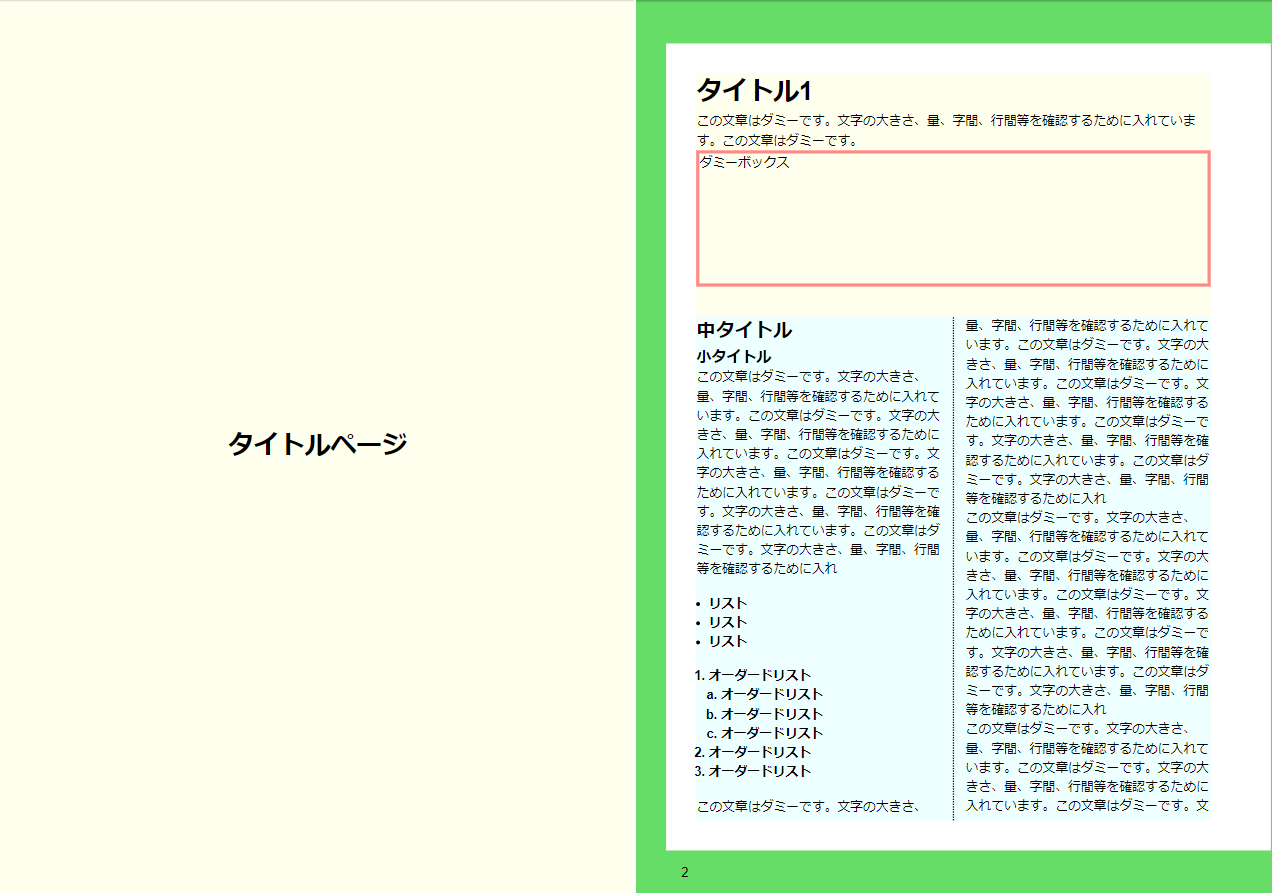 タイトルページ
タイトル1
この文章はダミーです。文字の大きさ、量、字間、行間等を確認するために入れていま
す。この文章はダミーです。
ダミーボックス
中タイトル
小タイトル
この文章はダミーです。文字の大きさ、
量、字間、行間等を確認するために入れて
います。この文章はダミーです。文字の大
きさ、量、字間、行間等を確認するために
入れています。この文章はダミーです。文
字の大きさ、量、字間、行間等を確認する
ために入れています。この文章はダミーで
す。文字の大きさ、量、字間、行間等を確
認するために入れています。この文章はダ
ミーです。文字の大きさ、量、字間、行間
等を確認するために入れ
• リスト
• リスト
• リスト
1. オーダードリスト
a. オーダードリスト
b. オーダードリスト
c. オーダードリスト
2. オーダードリスト
3. オーダードリスト
この文章はダミーです。文字の大きさ、
量、字間、行間等を確認するために入れて
います。この文章はダミーです。文字の大
きさ、量、字間、行間等を確認するために
入れています。この文章はダミーです。文
字の大きさ、量、字間、行間等を確認する
ために入れています。この文章はダミーで
す。文字の大きさ、量、字間、行間等を確
認するために入れています。この文章はダ
ミーです。文字の大きさ、量、字間、行間
等を確認するために入れ
この文章はダミーです。文字の大きさ、
量、字間、行間等を確認するために入れて
います。この文章はダミーです。文字の大
きさ、量、字間、行間等を確認するために
入れています。この文章はダミーです。文
字の大きさ、量、字間、行間等を確認する
ために入れています。この文章はダミーで
す。文字の大きさ、量、字間、行間等を確
認するために入れています。この文章はダ
ミーです。文字の大きさ、量、字間、行間
等を確認するために入れ
この文章はダミーです。文字の大きさ、
量、字間、行間等を確認するために入れて
います。この文章はダミーです。文字の大
きさ、量、字間、行間等を確認するために
入れています。この文章はダミーです。文
2